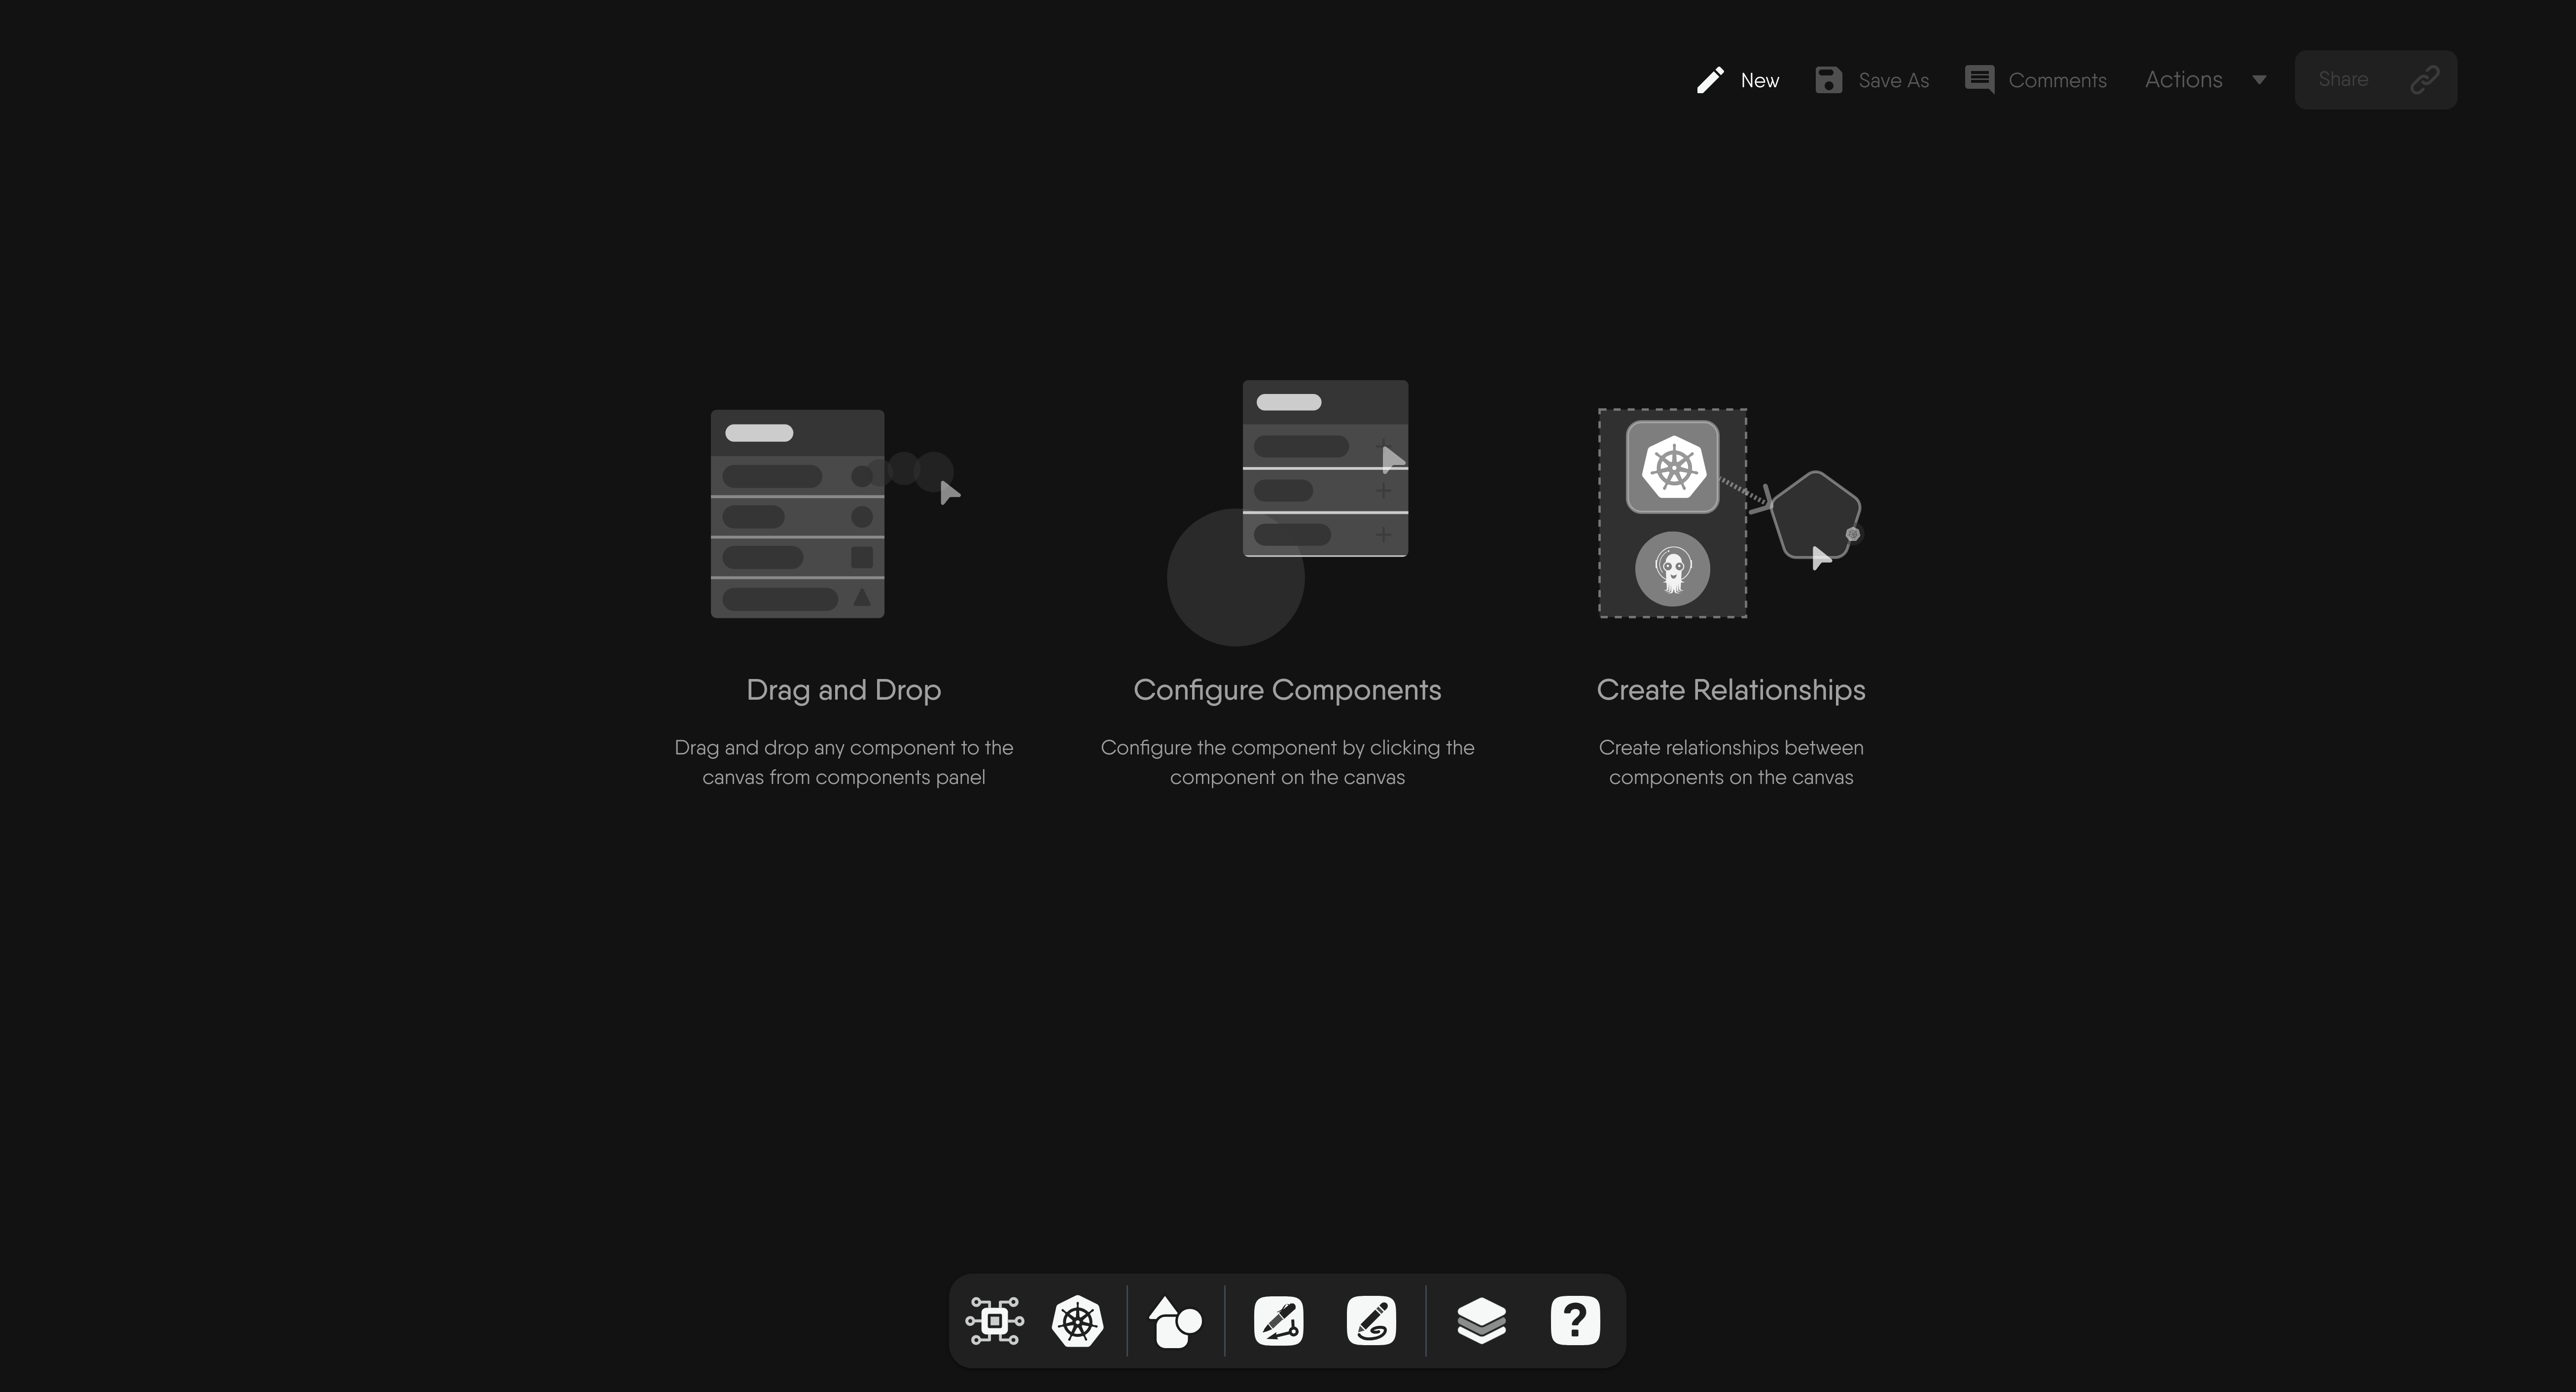 New
Save As
Comments
Actions
Share
Drag and Drop
Drag and drop any component to the
canvas from components panel
Configure Components
Configure the component by clicking the
component on the canvas
Create Relationships
Create relationships between
components on the canvas
?